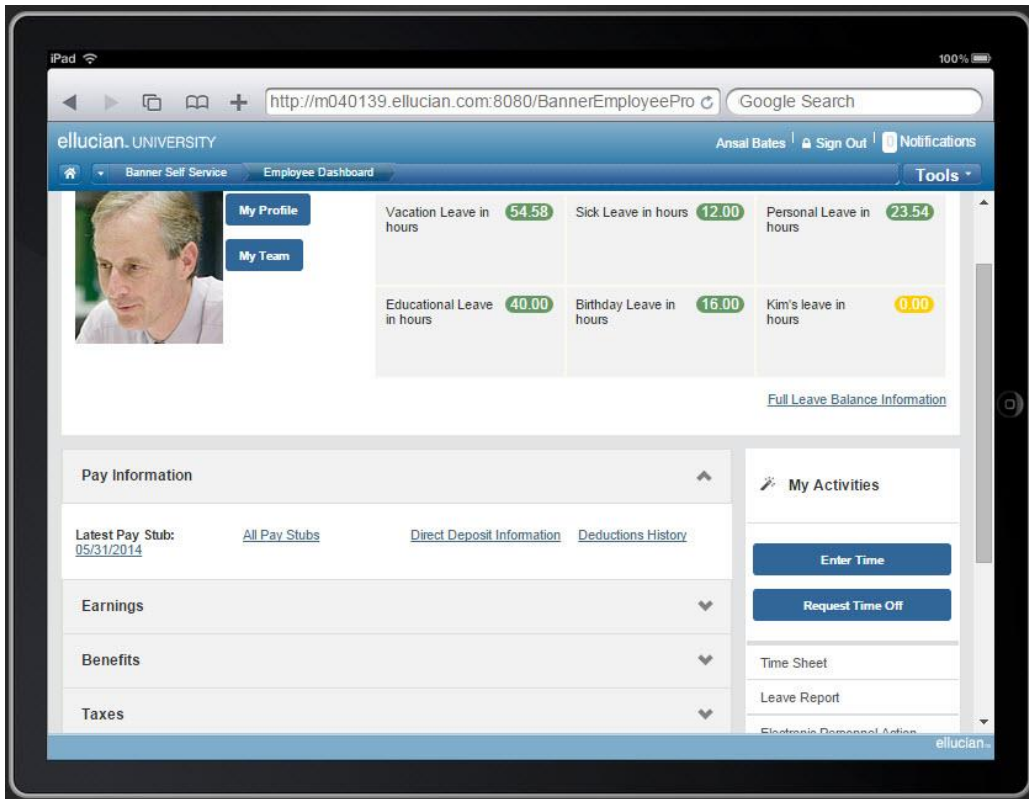 iPad 100%
http://m040139.ellucian.com:8080/BannerEmployeePro Google Search
ellucian™ UNIVERSITY Ansal Bates Sign Out 0 Notifications
Banner Self Service Employee Dashboard Tools
My Profile
My Team
Vacation Leave in hours 54.58
Sick Leave in hours 12.00
Personal Leave in hours 23.54
Educational Leave in hours 40.00
Birthday Leave in hours 16.00
Kim's leave in hours 0.00
Full Leave Balance Information
Pay Information
Latest Pay Stub:
05/31/2014
All Pay Stubs
Direct Deposit Information
Deductions History
Earnings
Benefits
Taxes
My Activities
Enter Time
Request Time Off
Time Sheet
Leave Report
Electronic Personnel Action
ellucian™